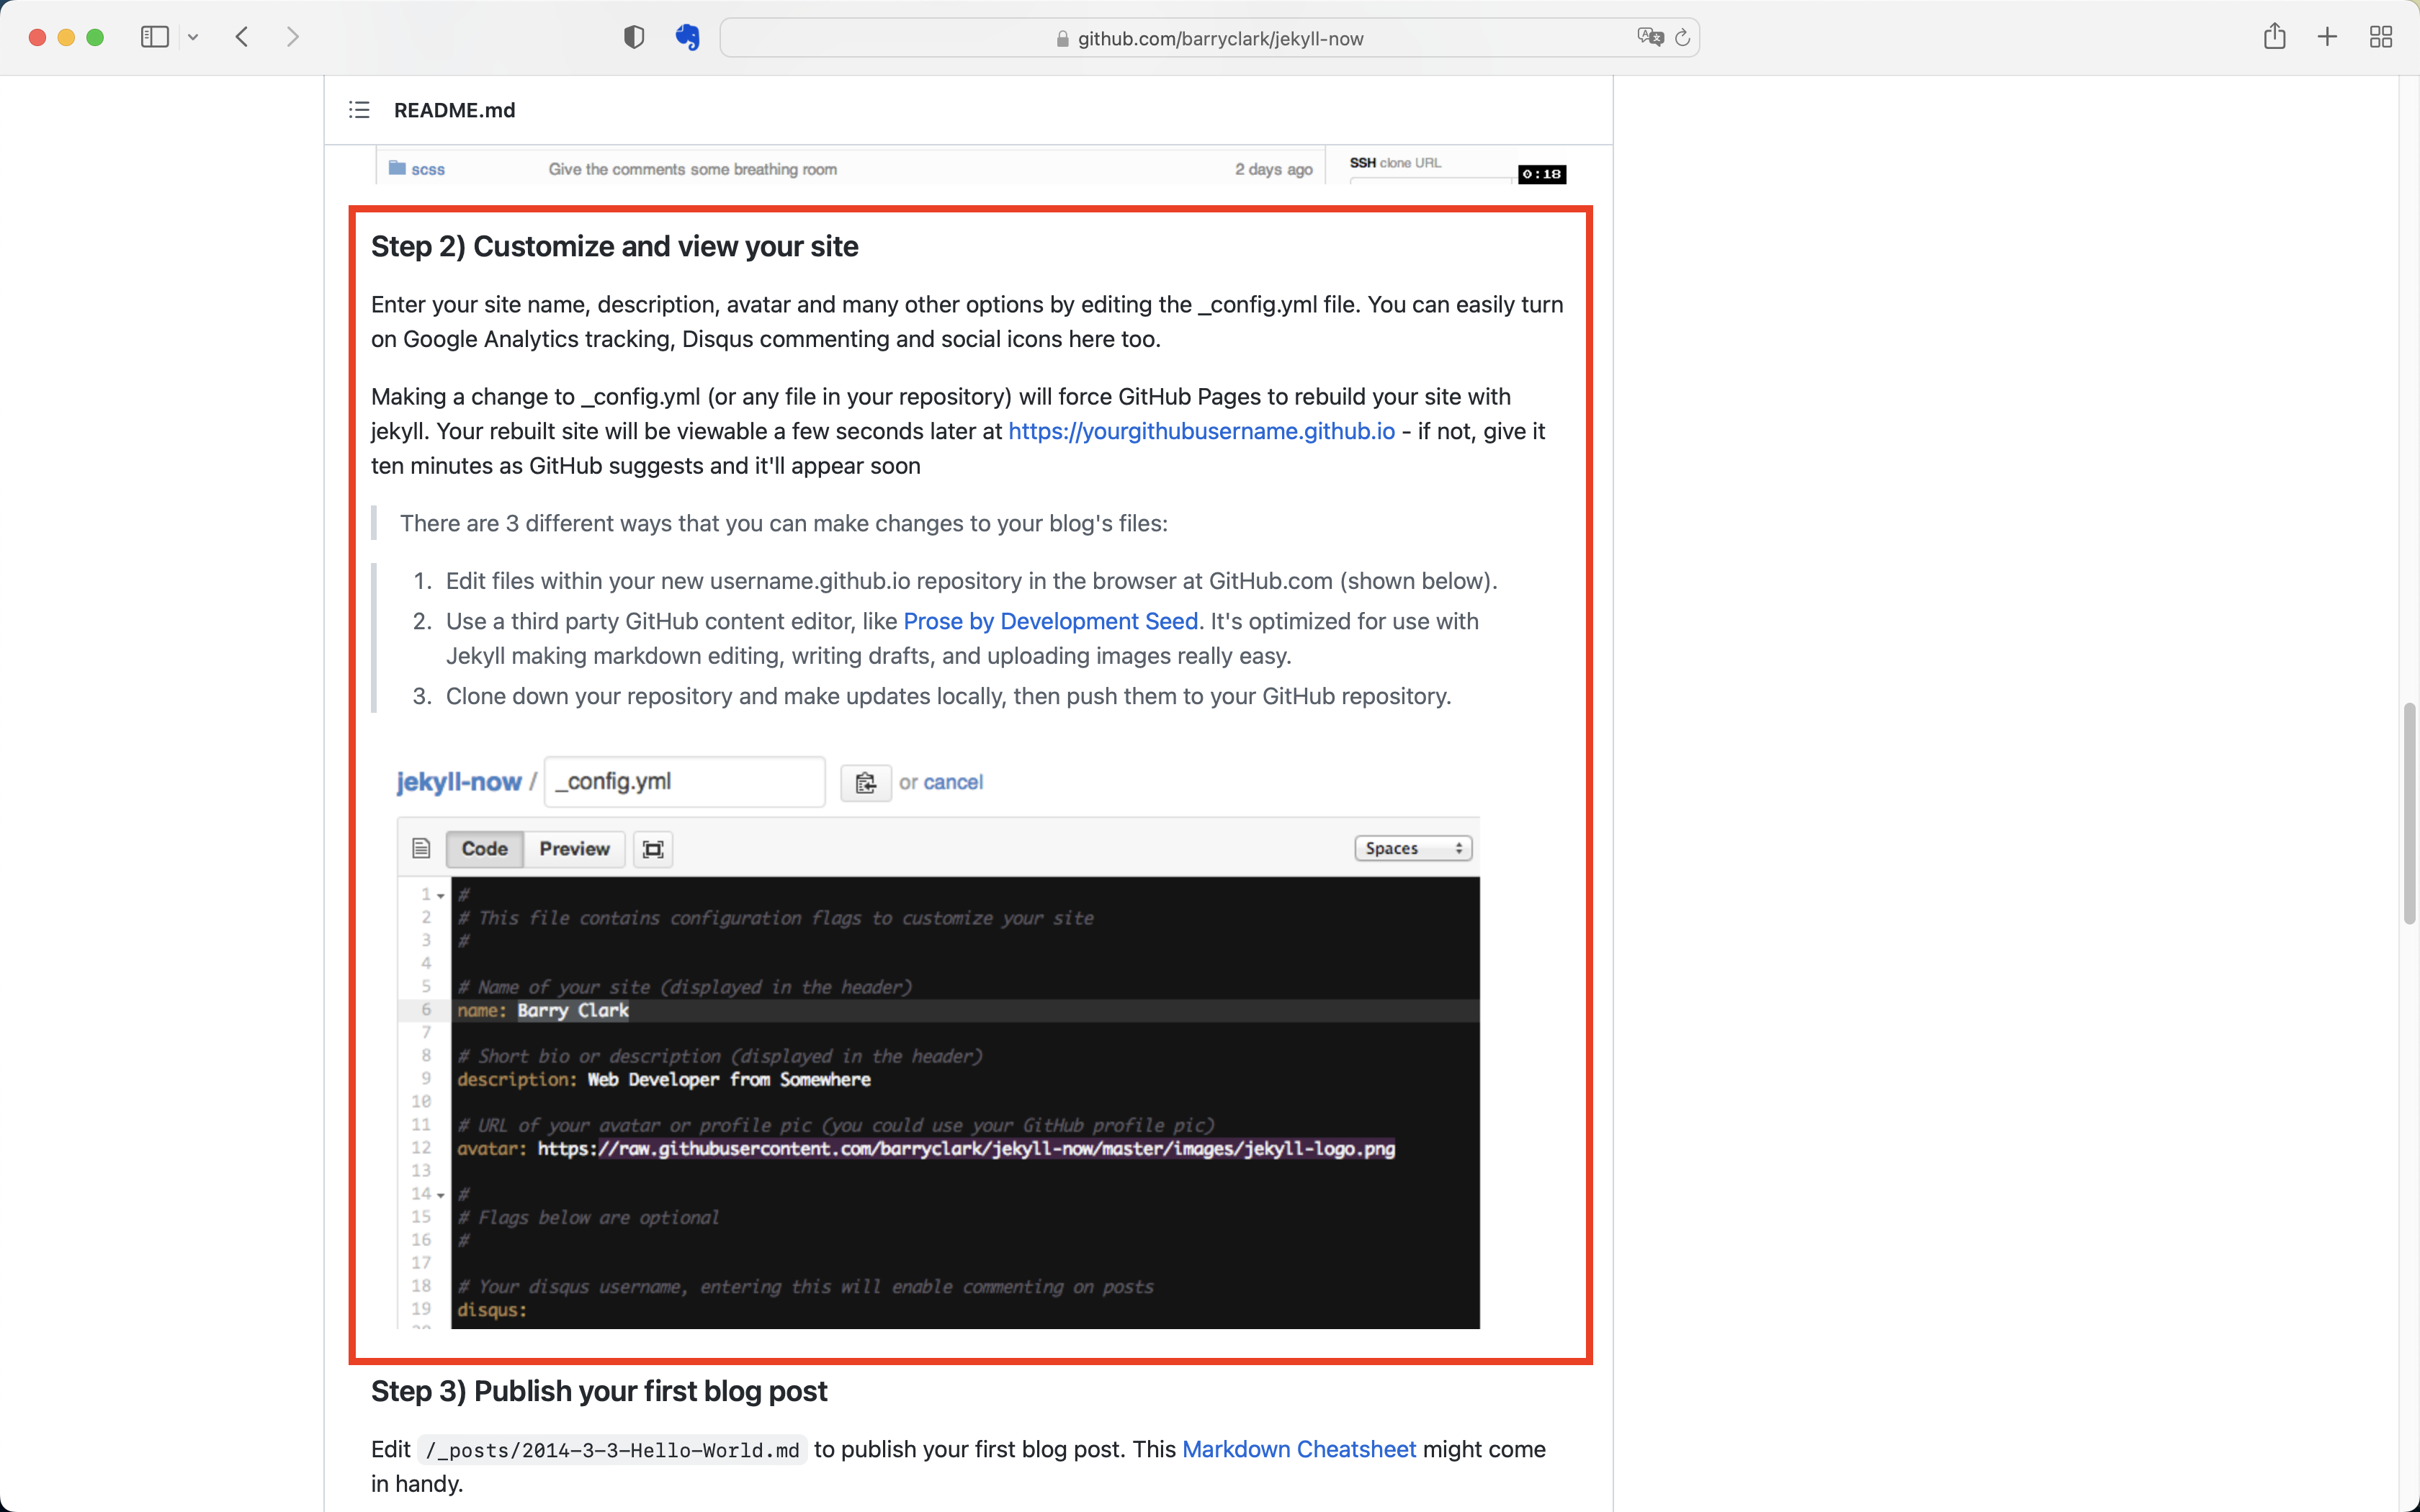 github.com/barryclark/jekyll-now
README.md
scss Give the comments some breathing room 2 days ago SSH clone URL
0:18
Step 2) Customize and view your site
Enter your site name, description, avatar and many other options by editing the _config.yml file. You can easily turn
on Google Analytics tracking, Disqus commenting and social icons here too.
Making a change to _config.yml (or any file in your repository) will force GitHub Pages to rebuild your site with
jekyll. Your rebuilt site will be viewable a few seconds later at https://yourgithubusername.github.io - if not, give it
ten minutes as GitHub suggests and it'll appear soon
There are 3 different ways that you can make changes to your blog's files:
1. Edit files within your new username.github.io repository in the browser at GitHub.com (shown below).
2. Use a third party GitHub content editor, like Prose by Development Seed. It's optimized for use with
Jekyll making markdown editing, writing drafts, and uploading images really easy.
3. Clone down your repository and make updates locally, then push them to your GitHub repository.
jekyll-now / _config.yml or cancel
Code Preview Spaces
1 #
2 # This file contains configuration flags to customize your site
3 #
4
5 # Name of your site (displayed in the header)
6 name: Barry Clark
7
8 # Short bio or description (displayed in the header)
9 description: Web Developer from Somewhere
10
11 # URL of your avatar or profile pic (you could use your GitHub profile pic)
12 avatar: https://raw.githubusercontent.com/barryclark/jekyll-now/master/images/jekyll-logo.png
13
14 #
15 # Flags below are optional
16 #
17
18 # Your disqus username, entering this will enable commenting on posts
19 disqus:
Step 3) Publish your first blog post
Edit /_posts/2014-3-3-Hello-World.md to publish your first blog post. This Markdown Cheatsheet might come
in handy.